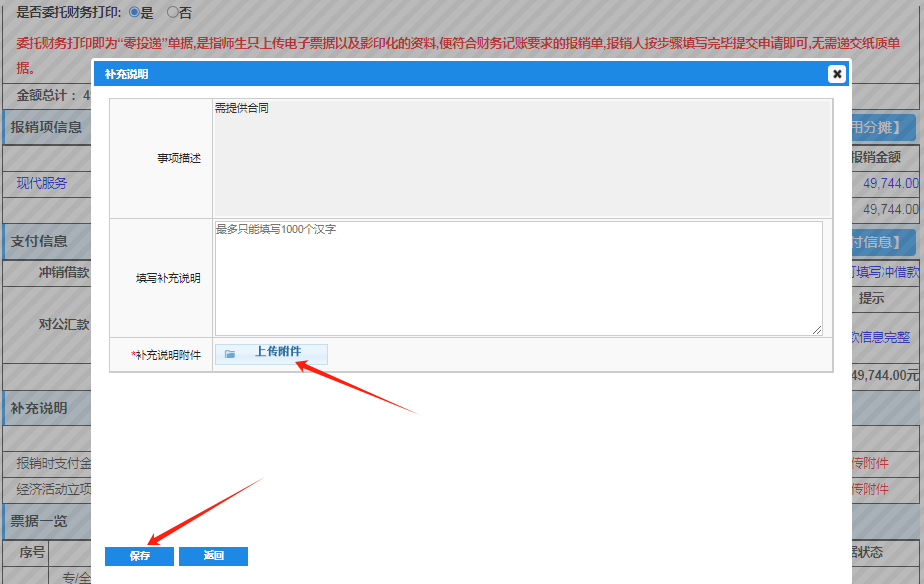 是否委托财务打印: 是 否
委托财务打印即为“零投递”单据,是指师生只上传电子票据以及影印化的资料,便符合财务记账要求的报销单,报销人按步骤填写完毕提交申请即可,无需递交纸质单
据。
补充说明
金额总计: 4
需提供合同
报销项信息
用分摊】
事项描述
报销金额
现代服务
49,744.00
49,744.00
最多只能填写1000个汉字
支付信息
付信息】
冲销借款
填写补充说明
可填写冲借款
提示
对公汇款
款信息完整
*补充说明附件
上传附件
49,744.00元
补充说明
报销时支付金
传附件
经济活动立项
传附件
票据一览
序号
保存
返回
据状态
专/全